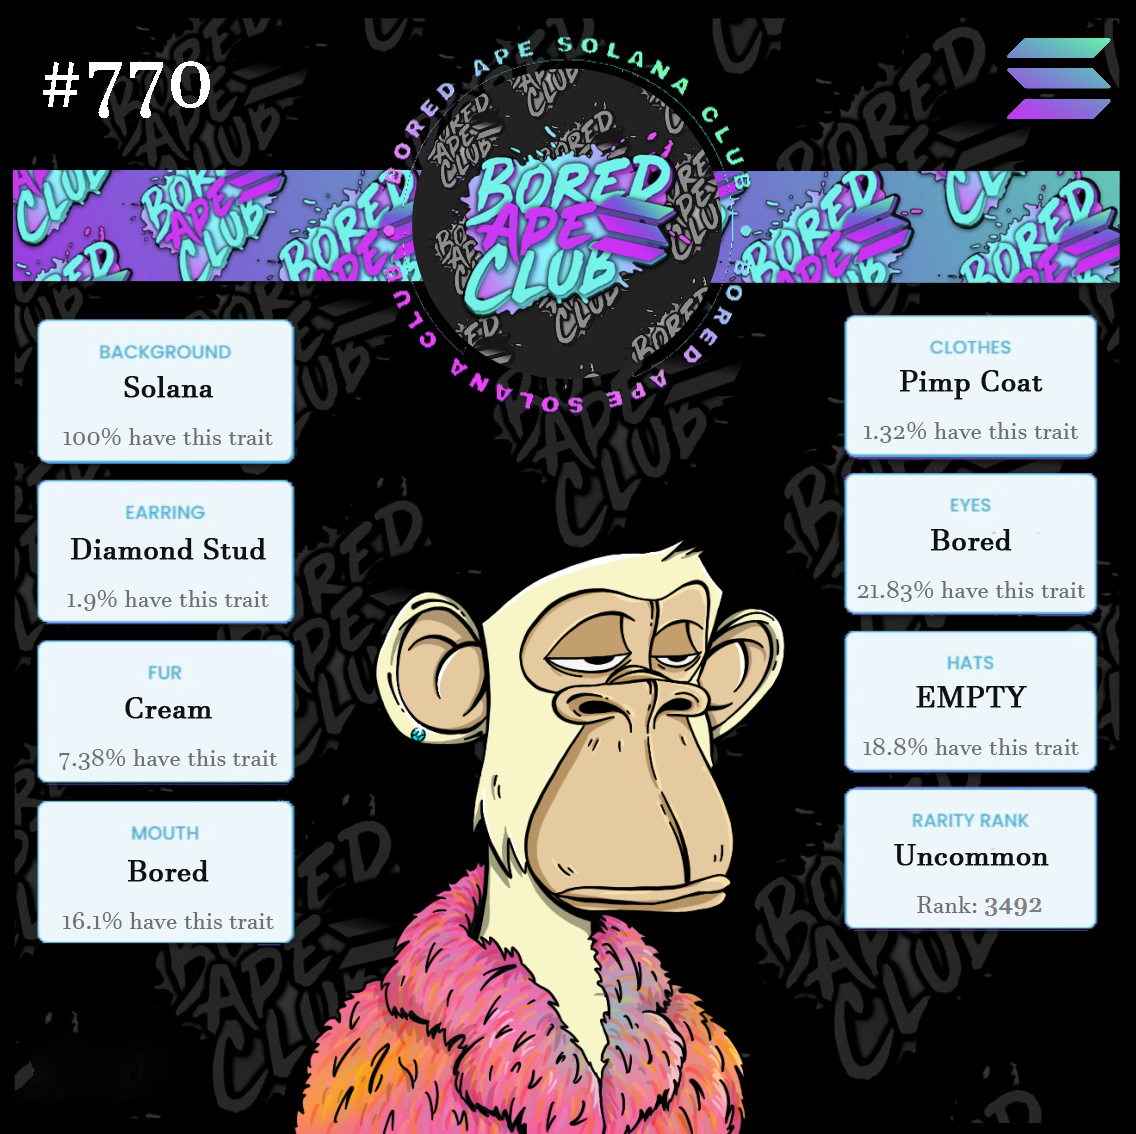 #770
BORED APE SOLANA CLUB
BORED APE SOLANA CLUB
BORED
APE
CLUB
BACKGROUND
Solana
100% have this trait
EARRING
Diamond Stud
1.9% have this trait
FUR
Cream
7.38% have this trait
MOUTH
Bored
16.1% have this trait
CLOTHES
Pimp Coat
1.32% have this trait
EYES
Bored
21.83% have this trait
HATS
EMPTY
18.8% have this trait
RARITY RANK
Uncommon
Rank: 3492